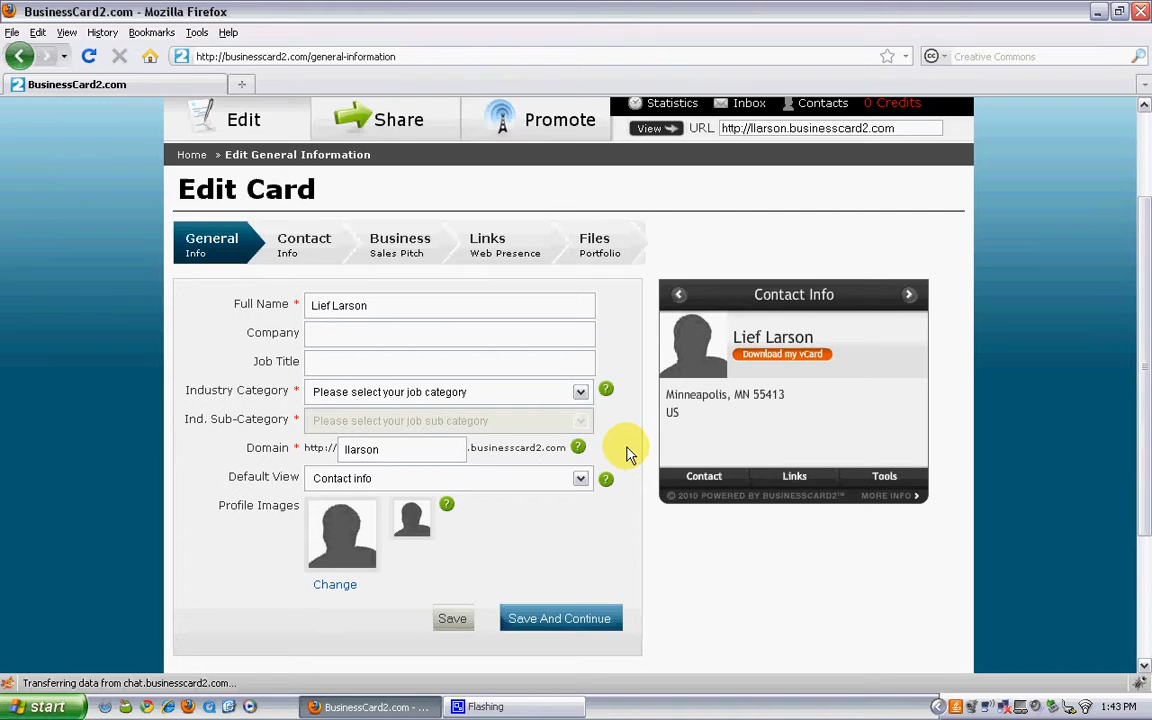 BusinessCard2.com - Mozilla Firefox
File Edit View History Bookmarks Tools Help
http://businesscard2.com/general-information
Creative Commons
BusinessCard2.com
Edit Share Promote
Statistics Inbox Contacts 0 Credits
View URL http://llarson.businesscard2.com
Home » Edit General Information
Edit Card
General Contact Business Links Files
Info Info Sales Pitch Web Presence Portfolio
Full Name * Lief Larson
Company
Job Title
Industry Category * Please select your job category ?
Ind. Sub-Category * Please select your job sub category
Domain * http:// llarson .businesscard2.com ?
Default View Contact info ?
Profile Images ?
Change
Save Save And Continue
Contact Info
Lief Larson
Download my vCard
Minneapolis, MN 55413
US
Contact Links Tools
© 2010 POWERED BY BUSINESSCARD2™ MORE INFO
Transferring data from chat.businesscard2.com...
start BusinessCard2.com - ... Flashing 1:43 PM